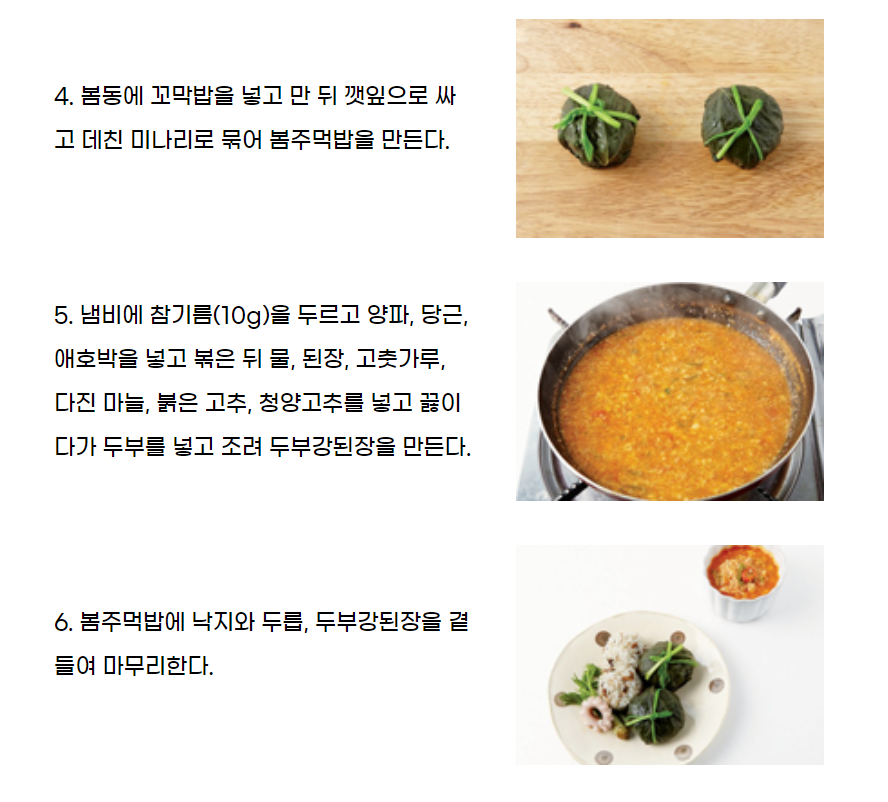 4. 봄동에 꼬막밥을 넣고 만 뒤 깻잎으로 싸
고 데친 미나리로 묶어 봄주먹밥을 만든다.
5. 냄비에 참기름(10g)을 두르고 양파, 당근,
애호박을 넣고 볶은 뒤 물, 된장, 고춧가루,
다진 마늘, 붉은 고추, 청양고추를 넣고 끓이
다가 두부를 넣고 조려 두부강된장을 만든다.
6. 봄주먹밥에 낙지와 두릅, 두부강된장을 곁
들여 마무리한다.